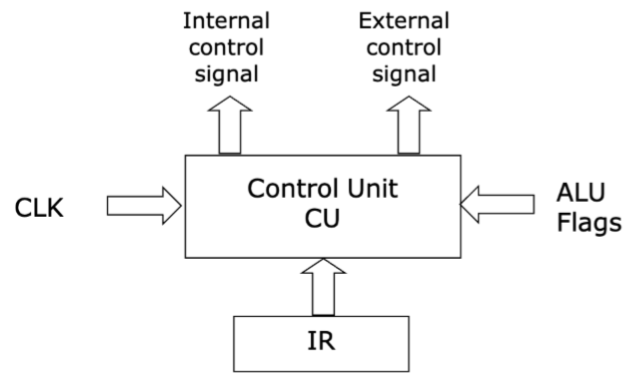 Internal
control
signal
External
control
signal
CLK
Control Unit
CU
ALU
Flags
IR